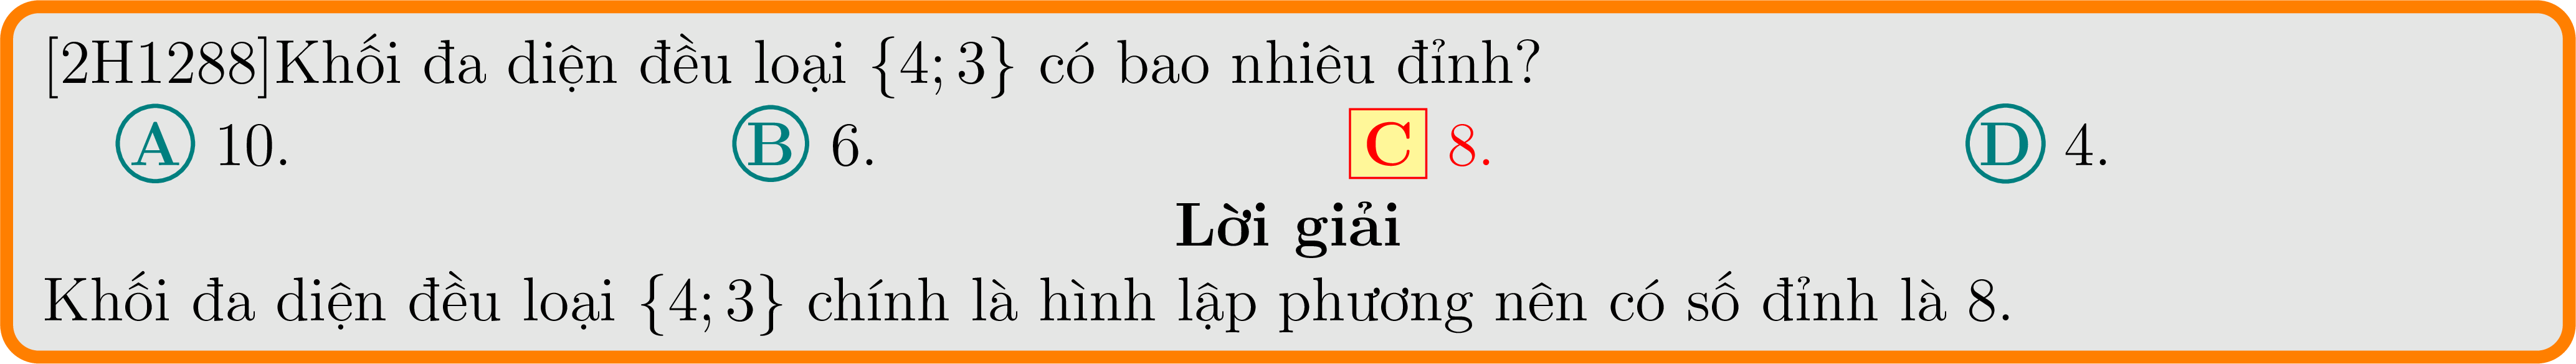 [2H1288]Khối đa diện đều loại {4; 3} có bao nhiêu đỉnh?
A 10. B 6. C 8. D 4.
Lời giải
Khối đa diện đều loại {4; 3} chính là hình lập phương nên có số đỉnh là 8.